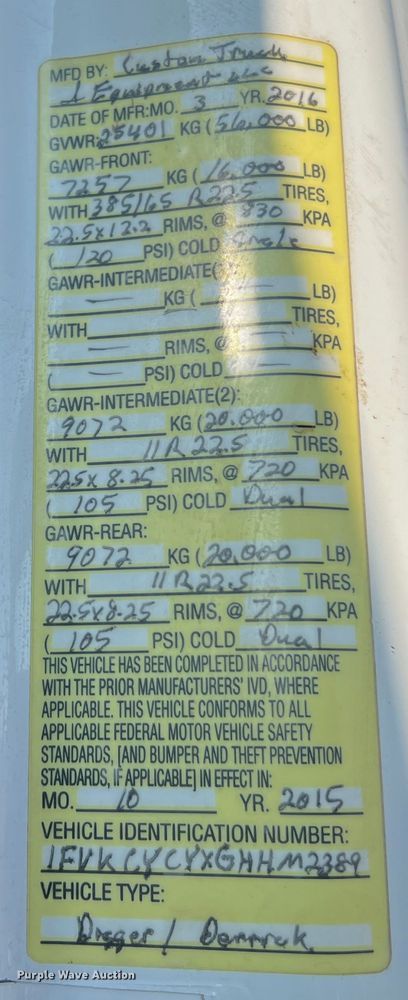 MFD BY: Custom Truck
& Equipment LLC
DATE OF MFR: MO. 3 YR. 2016
GVWR: 25401 KG (56,000 LB)
GAWR-FRONT:
7257 KG (16,000 LB)
WITH 385/65 R22.5 TIRES,
22.5x12.2 RIMS, @ 830 KPA
(120 PSI) COLD Single
GAWR-INTERMEDIATE(1):
— KG ( — LB)
WITH — TIRES,
— RIMS, @ — KPA
( — PSI) COLD —
GAWR-INTERMEDIATE(2):
9072 KG (20,000 LB)
WITH 11R22.5 TIRES,
22.5x8.25 RIMS, @ 720 KPA
(105 PSI) COLD Dual
GAWR-REAR:
9072 KG (20,000 LB)
WITH 11R22.5 TIRES,
22.5x8.25 RIMS, @ 720 KPA
(105 PSI) COLD Dual
THIS VEHICLE HAS BEEN COMPLETED IN ACCORDANCE
WITH THE PRIOR MANUFACTURERS' IVD, WHERE
APPLICABLE. THIS VEHICLE CONFORMS TO ALL
APPLICABLE FEDERAL MOTOR VEHICLE SAFETY
STANDARDS, [AND BUMPER AND THEFT PREVENTION
STANDARDS, IF APPLICABLE] IN EFFECT IN:
MO. 10 YR. 2015
VEHICLE IDENTIFICATION NUMBER:
1FVKCYCYXGHHM2389
VEHICLE TYPE:
Digger / Derrick
Purple Wave Auction